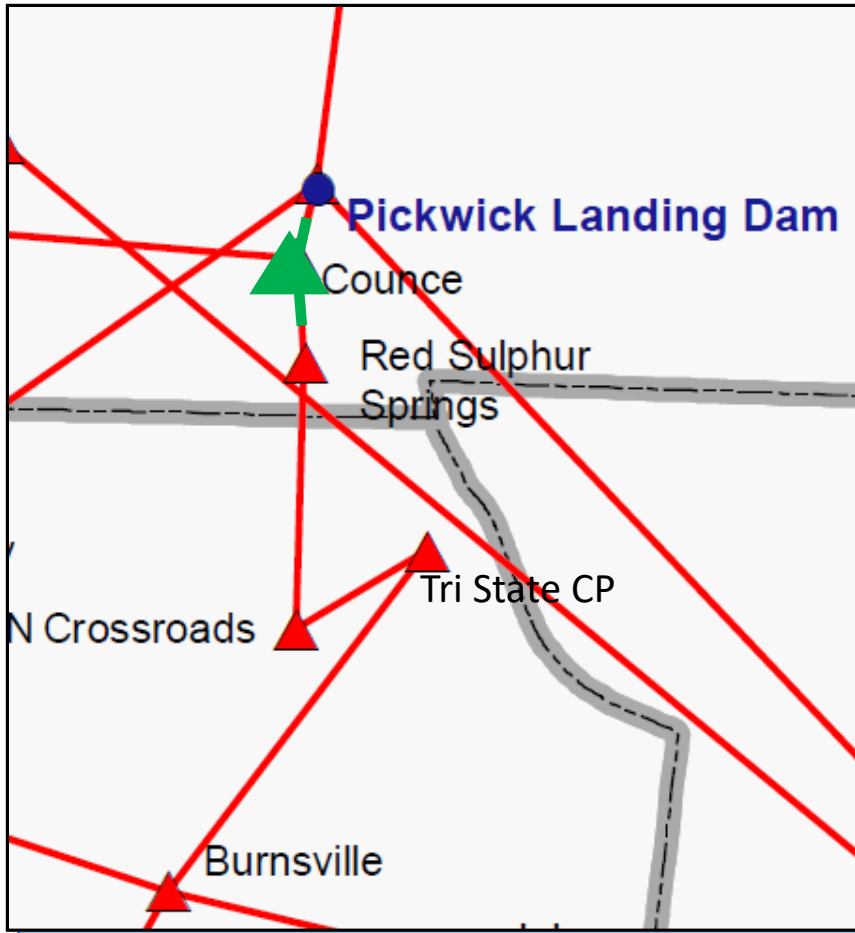 Pickwick Landing Dam
Counce
Red Sulphur
Springs
Tri State CP
N Crossroads
Burnsville